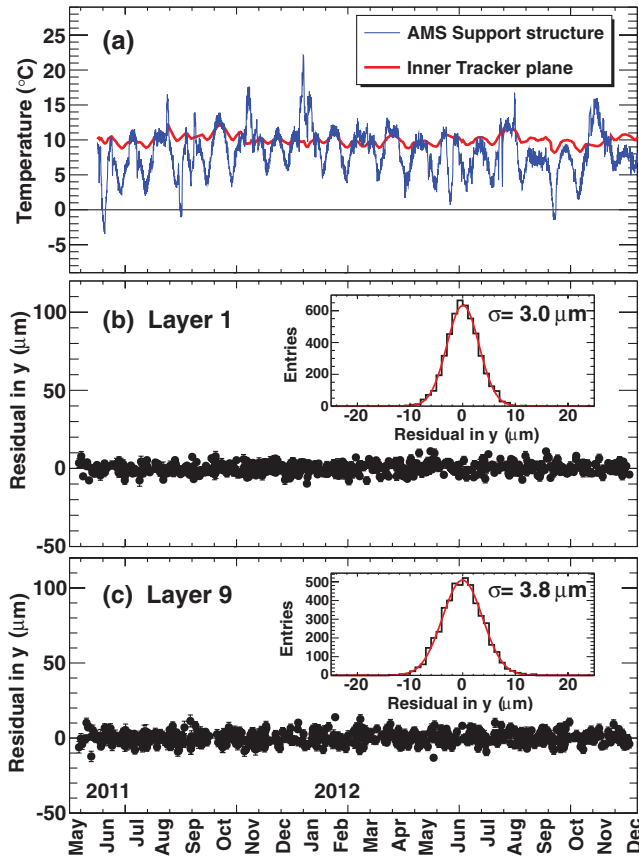 (a)
AMS Support structure
Inner Tracker plane
Temperature (°C)
20
15
10
5
0
-5
(b) Layer 1
σ= 3.0 μm
Entries
600
400
200
0
-20 -10 0 10 20
Residual in y (μm)
Residual in y (μm)
100
50
0
-50
(c) Layer 9
σ= 3.8 μm
Entries
500
400
300
200
100
0
-20 -10 0 10 20
Residual in y (μm)
Residual in y (μm)
100
50
0
-50
2011 2012
May Jun Jul Aug Sep Oct Nov Dec Jan Feb Mar Apr May Jun Jul Aug Sep Oct Nov Dec